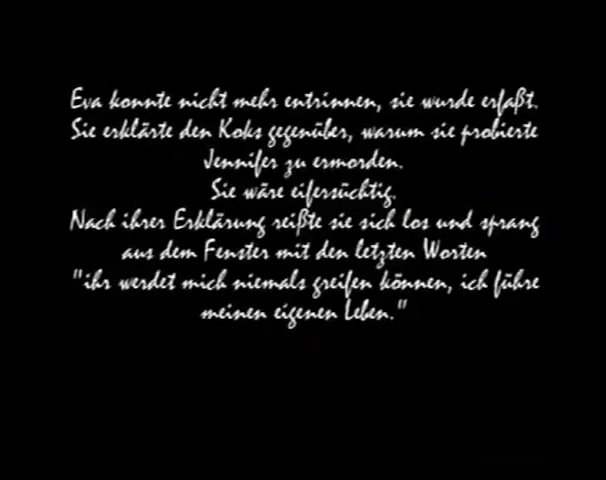 Eva konnte nicht mehr entrinnen, sie wurde erfaßt.
Sie erklärte den Koks gegenüber, warum sie probierte
Jennifer zu ermorden.
Sie wäre eifersüchtig.
Nach ihrer Erklärung reißte sie sich los und sprang
aus dem Fenster mit den letzten Worten
"ihr werdet mich niemals greifen können, ich führe
meinen eigenen Leben."